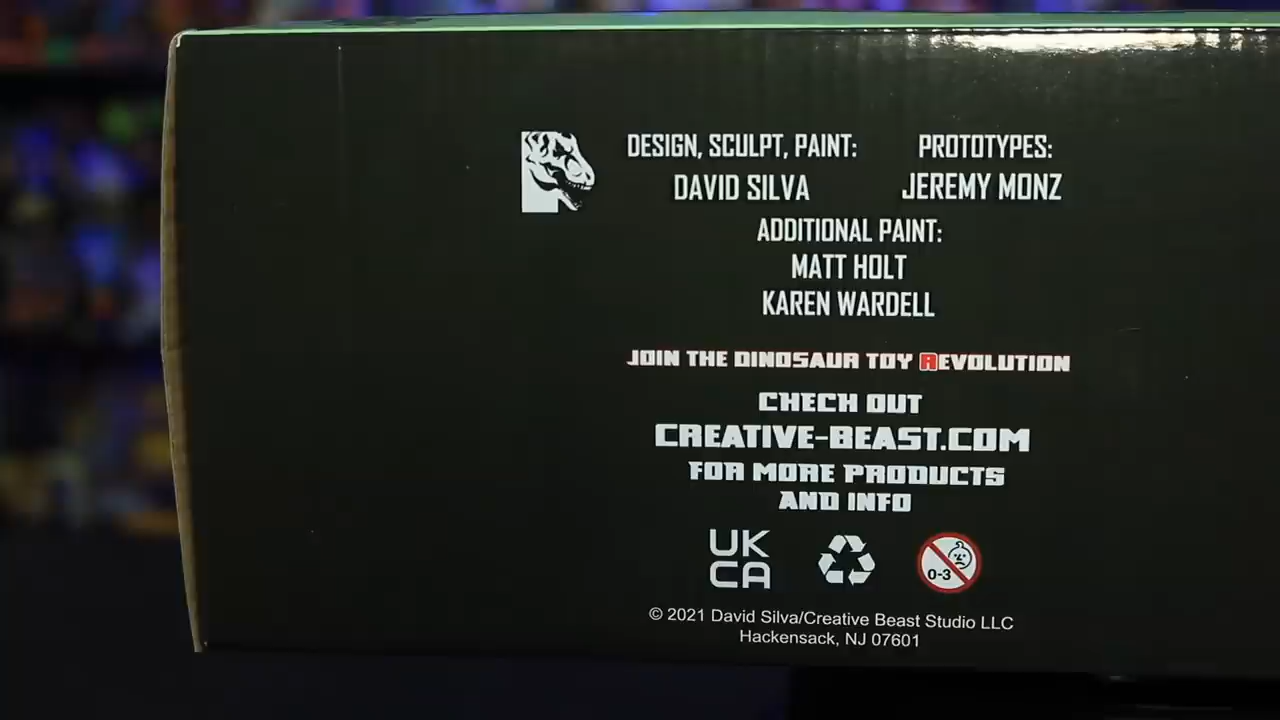 DESIGN, SCULPT, PAINT: PROTOTYPES:
DAVID SILVA JEREMY MONZ
ADDITIONAL PAINT:
MATT HOLT
KAREN WARDELL
JOIN THE DINOSAUR TOY REVOLUTION
CHECH OUT
CREATIVE-BEAST.COM
FOR MORE PRODUCTS
AND INFO
UK
CA
0-3
© 2021 David Silva/Creative Beast Studio LLC
Hackensack, NJ 07601